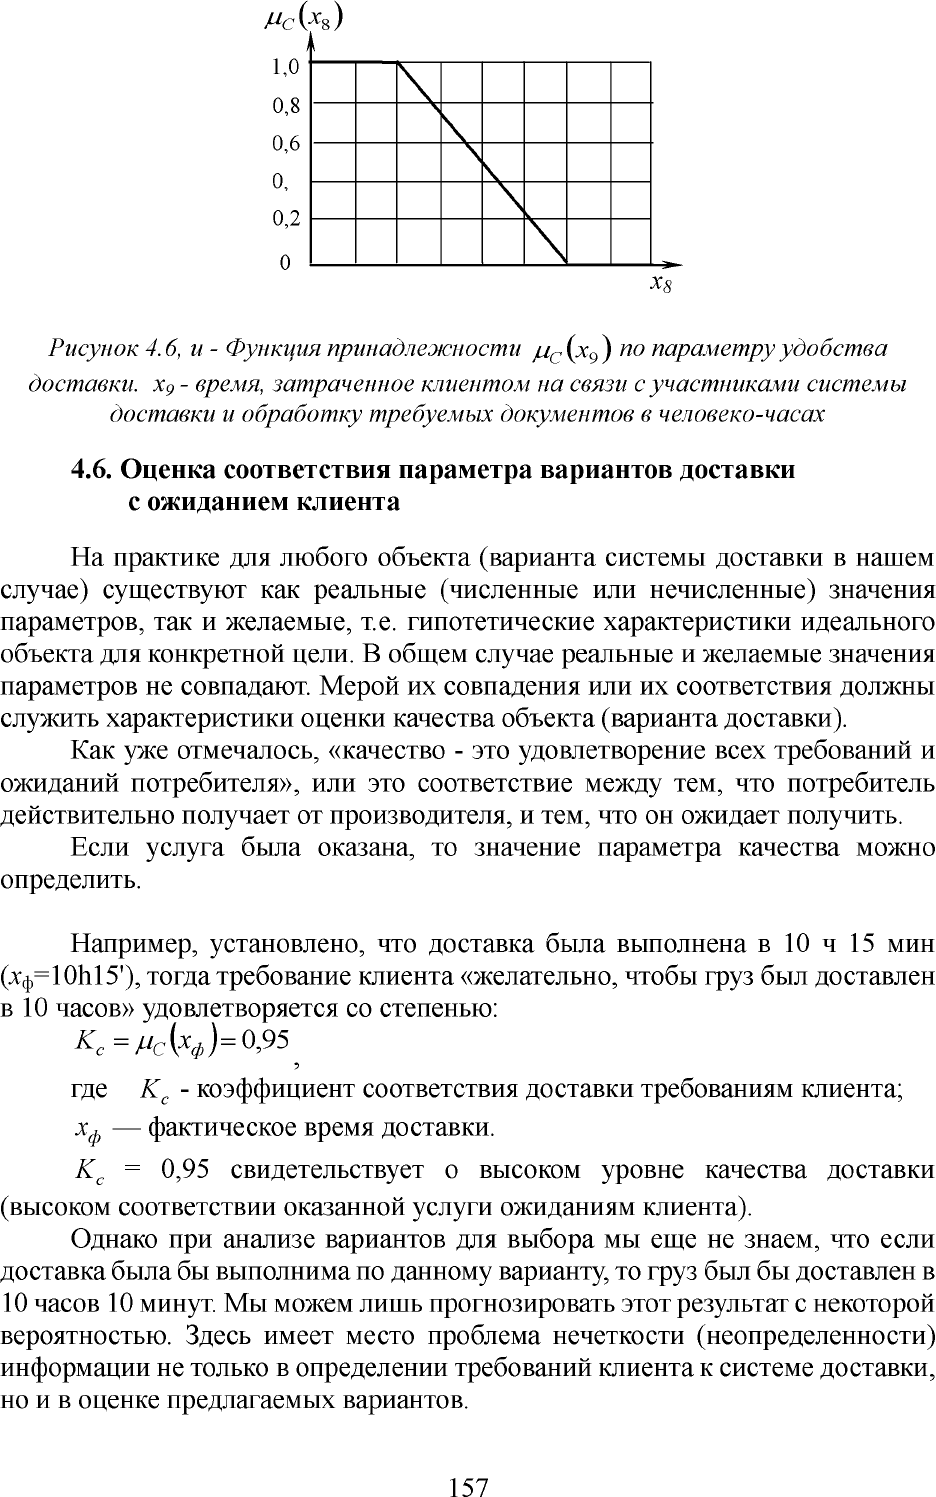 μC(x8)
1,0
0,8
0,6
0,
0,2
0
x8
Рисунок 4.6, и - Функция принадлежности μC(x9) по параметру удобства
доставки. x9 - время, затраченное клиентом на связи с участниками системы
доставки и обработку требуемых документов в человеко-часах
4.6. Оценка соответствия параметра вариантов доставки
с ожиданием клиента
На практике для любого объекта (варианта системы доставки в нашем
случае) существуют как реальные (численные или нечисленные) значения
параметров, так и желаемые, т.е. гипотетические характеристики идеального
объекта для конкретной цели. В общем случае реальные и желаемые значения
параметров не совпадают. Мерой их совпадения или их соответствия должны
служить характеристики оценки качества объекта (варианта доставки).
Как уже отмечалось, «качество - это удовлетворение всех требований и
ожиданий потребителя», или это соответствие между тем, что потребитель
действительно получает от производителя, и тем, что он ожидает получить.
Если услуга была оказана, то значение параметра качества можно
определить.
Например, установлено, что доставка была выполнена в 10 ч 15 мин
(xф=10h15'), тогда требование клиента «желательно, чтобы груз был доставлен
в 10 часов» удовлетворяется со степенью:
Kc = μC(xф)= 0,95 ,
где Kc - коэффициент соответствия доставки требованиям клиента;
xф — фактическое время доставки.
Kc = 0,95 свидетельствует о высоком уровне качества доставки
(высоком соответствии оказанной услуги ожиданиям клиента).
Однако при анализе вариантов для выбора мы еще не знаем, что если
доставка была бы выполнима по данному варианту, то груз был бы доставлен в
10 часов 10 минут. Мы можем лишь прогнозировать этот результат с некоторой
вероятностью. Здесь имеет место проблема нечеткости (неопределенности)
информации не только в определении требований клиента к системе доставки,
но и в оценке предлагаемых вариантов.
157